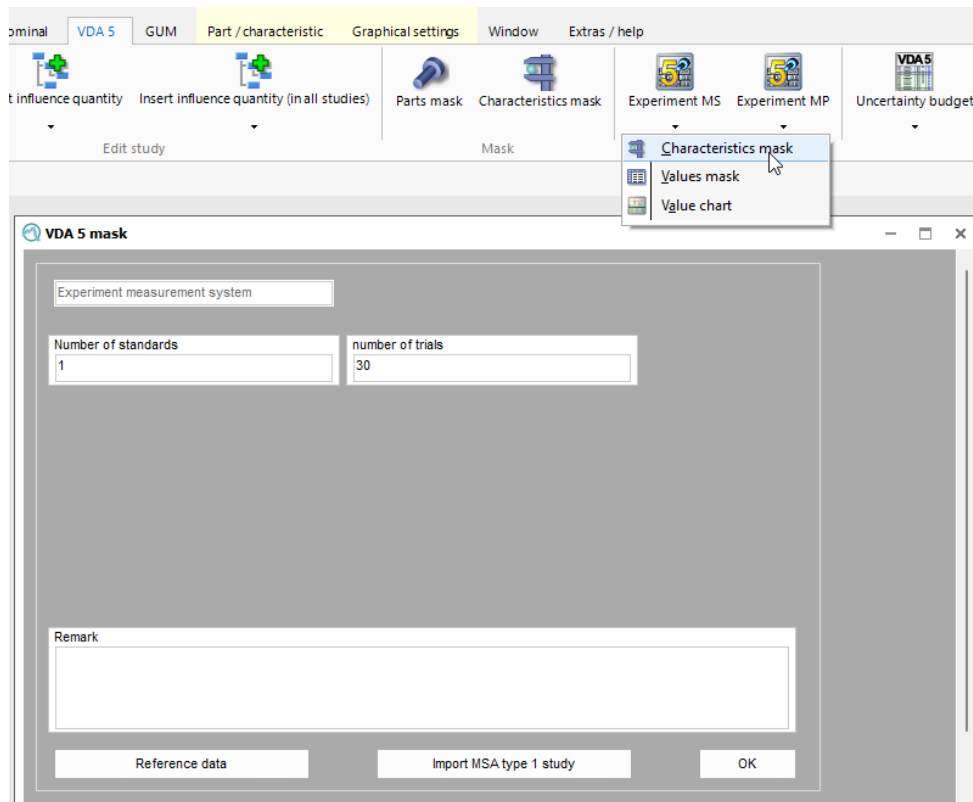 ominal VDA 5 GUM Part / characteristic Graphical settings Window Extras / help
t influence quantity Insert influence quantity (in all studies) Parts mask Characteristics mask Experiment MS Experiment MP Uncertainty budget
VDA5
Edit study Mask
Characteristics mask
Values mask
Value chart
VDA 5 mask
Experiment measurement system
Number of standards number of trials
1 30
Remark
Reference data Import MSA type 1 study OK